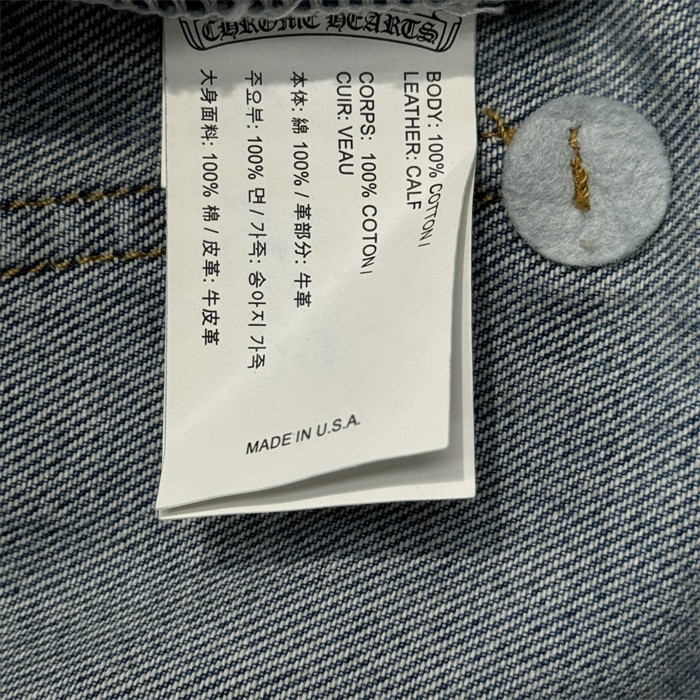 CHROME HEARTS
BODY: 100% COTTON/
LEATHER: CALF
CORPS: 100% COTON/
CUIR: VEAU
本体: 綿 100% / 革部分: 牛革
주요부: 100% 면 / 가죽: 송아지 가죽
大身面料: 100% 棉 / 皮革: 牛皮革
MADE IN U.S.A.